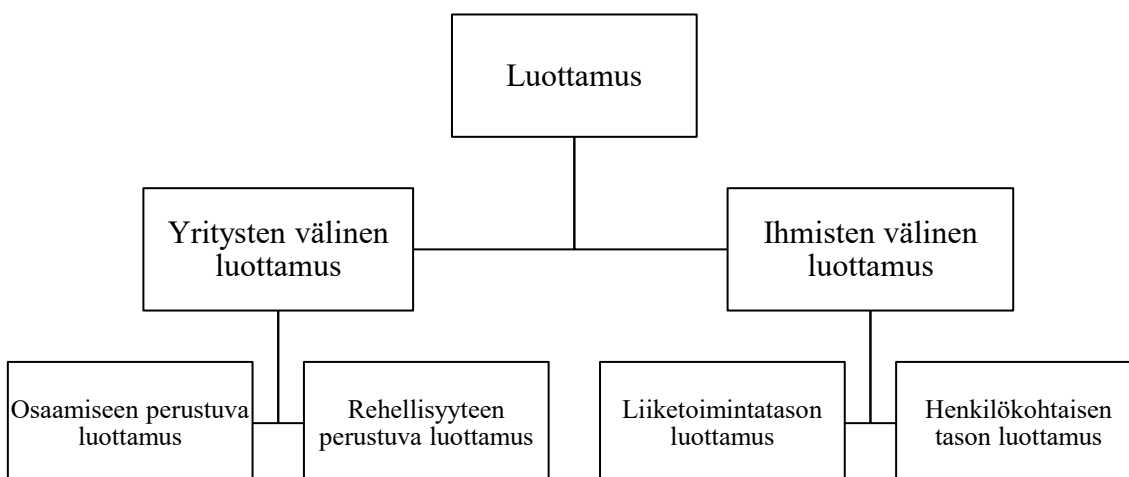 Luottamus
Yritysten välinen
luottamus
Ihmisten välinen
luottamus
Osaamiseen perustuva
luottamus
Rehellisyyteen
perustuva luottamus
Liiketoimintatason
luottamus
Henkilökohtaisen
tason luottamus